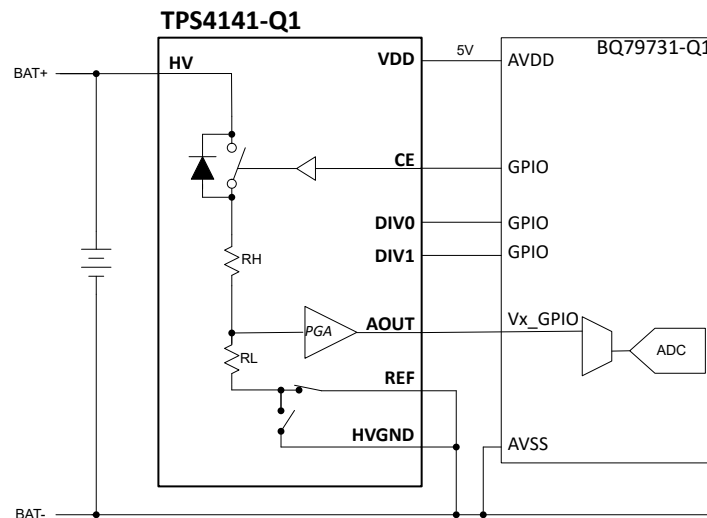 TPS4141-Q1
BQ79731-Q1
HV
VDD
5V
AVDD
BAT+
CE
GPIO
DIV0
GPIO
DIV1
GPIO
RH
PGA
AOUT
Vx_GPIO
ADC
RL
REF
HVGND
AVSS
BAT-